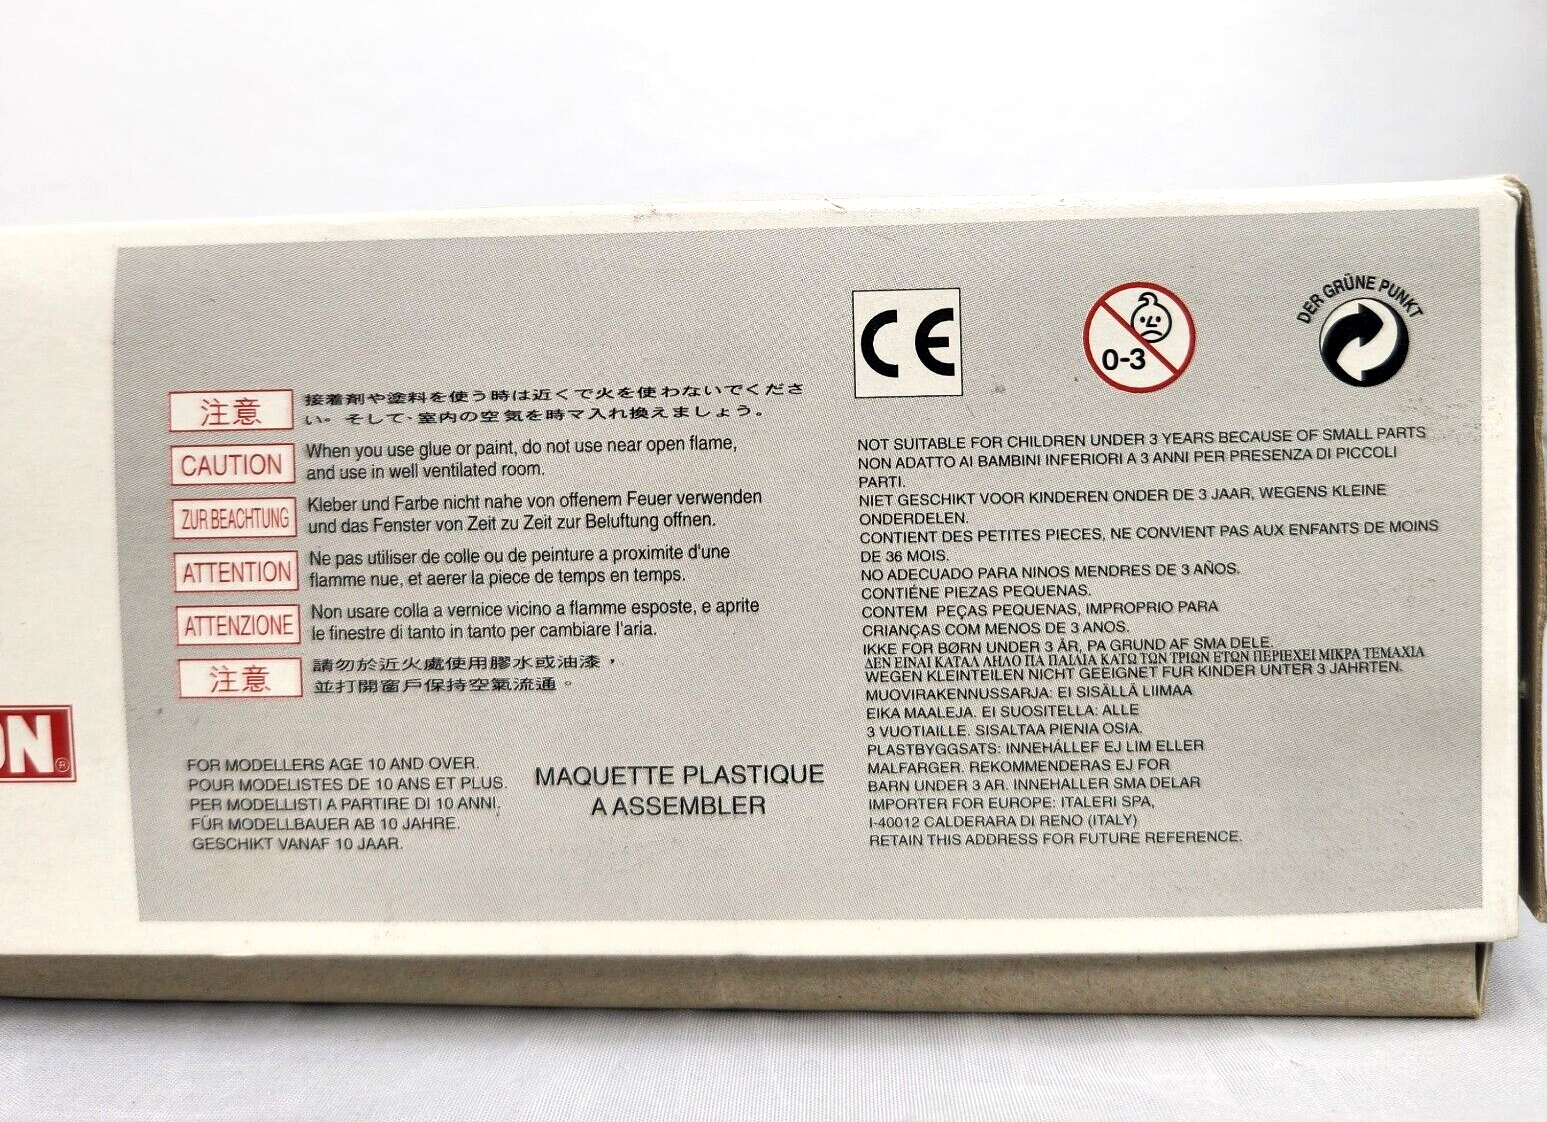 ON®
注意
接着剤や塗料を使う時は近くで火を使わないでくださ
い。そして、室内の空気を時マ入れ換えましょう。
CAUTION
When you use glue or paint, do not use near open flame,
and use in well ventilated room.
ZUR BEACHTUNG
Kleber und Farbe nicht nahe von offenem Feuer verwenden
und das Fenster von Zeit zu Zeit zur Beluftung offnen.
ATTENTION
Ne pas utiliser de colle ou de peinture a proximite d'une
flamme nue, et aerer la piece de temps en temps.
ATTENZIONE
Non usare colla a vernice vicino a flamme esposte, e aprite
le finestre di tanto in tanto per cambiare l'aria.
注意
請勿於近火處使用膠水或油漆，
並打開窗戶保持空氣流通。
FOR MODELLERS AGE 10 AND OVER.
POUR MODELISTES DE 10 ANS ET PLUS.
PER MODELLISTI A PARTIRE DI 10 ANNI.
FÜR MODELLBAUER AB 10 JAHRE.
GESCHIKT VANAF 10 JAAR.
MAQUETTE PLASTIQUE
A ASSEMBLER
CE
0-3
DER GRÜNE PUNKT
NOT SUITABLE FOR CHILDREN UNDER 3 YEARS BECAUSE OF SMALL PARTS
NON ADATTO AI BAMBINI INFERIORI A 3 ANNI PER PRESENZA DI PICCOLI
PARTI.
NIET GESCHIKT VOOR KINDEREN ONDER DE 3 JAAR, WEGENS KLEINE
ONDERDELEN.
CONTIENT DES PETITES PIECES, NE CONVIENT PAS AUX ENFANTS DE MOINS
DE 36 MOIS.
NO ADECUADO PARA NINOS MENDRES DE 3 AÑOS.
CONTIÉNE PIEZAS PEQUENAS.
CONTEM PEÇAS PEQUENAS, IMPROPRIO PARA
CRIANÇAS COM MENOS DE 3 ANOS.
IKKE FOR BØRN UNDER 3 ÅR, PA GRUND AF SMA DELE.
ΔΕΝ ΕΙΝΑΙ ΚΑΤΑΛ ΛΗΛΟ ΓΙΑ ΠΑΙΔΙΑ ΚΑΤΩ ΤΩΝ ΤΡΙΩΝ ΕΤΩΝ ΠΕΡΙΕΧΕΙ ΜΙΚΡΑ ΤΕΜΑΧΙΑ
WEGEN KLEINTEILEN NICHT GEEIGNET FUR KINDER UNTER 3 JAHRTEN.
MUOVIRAKENNUSSARJA: EI SISÄLLÄ LIIMAA
EIKA MAALEJA. EI SUOSITELLA: ALLE
3 VUOTIAILLE. SISALTAA PIENIA OSIA.
PLASTBYGGSATS: INNEHÁLLEF EJ LIM ELLER
MALFARGER. REKOMMENDERAS EJ FOR
BARN UNDER 3 AR. INNEHALLER SMA DELAR
IMPORTER FOR EUROPE: ITALERI SPA,
I-40012 CALDERARA DI RENO (ITALY)
RETAIN THIS ADDRESS FOR FUTURE REFERENCE.